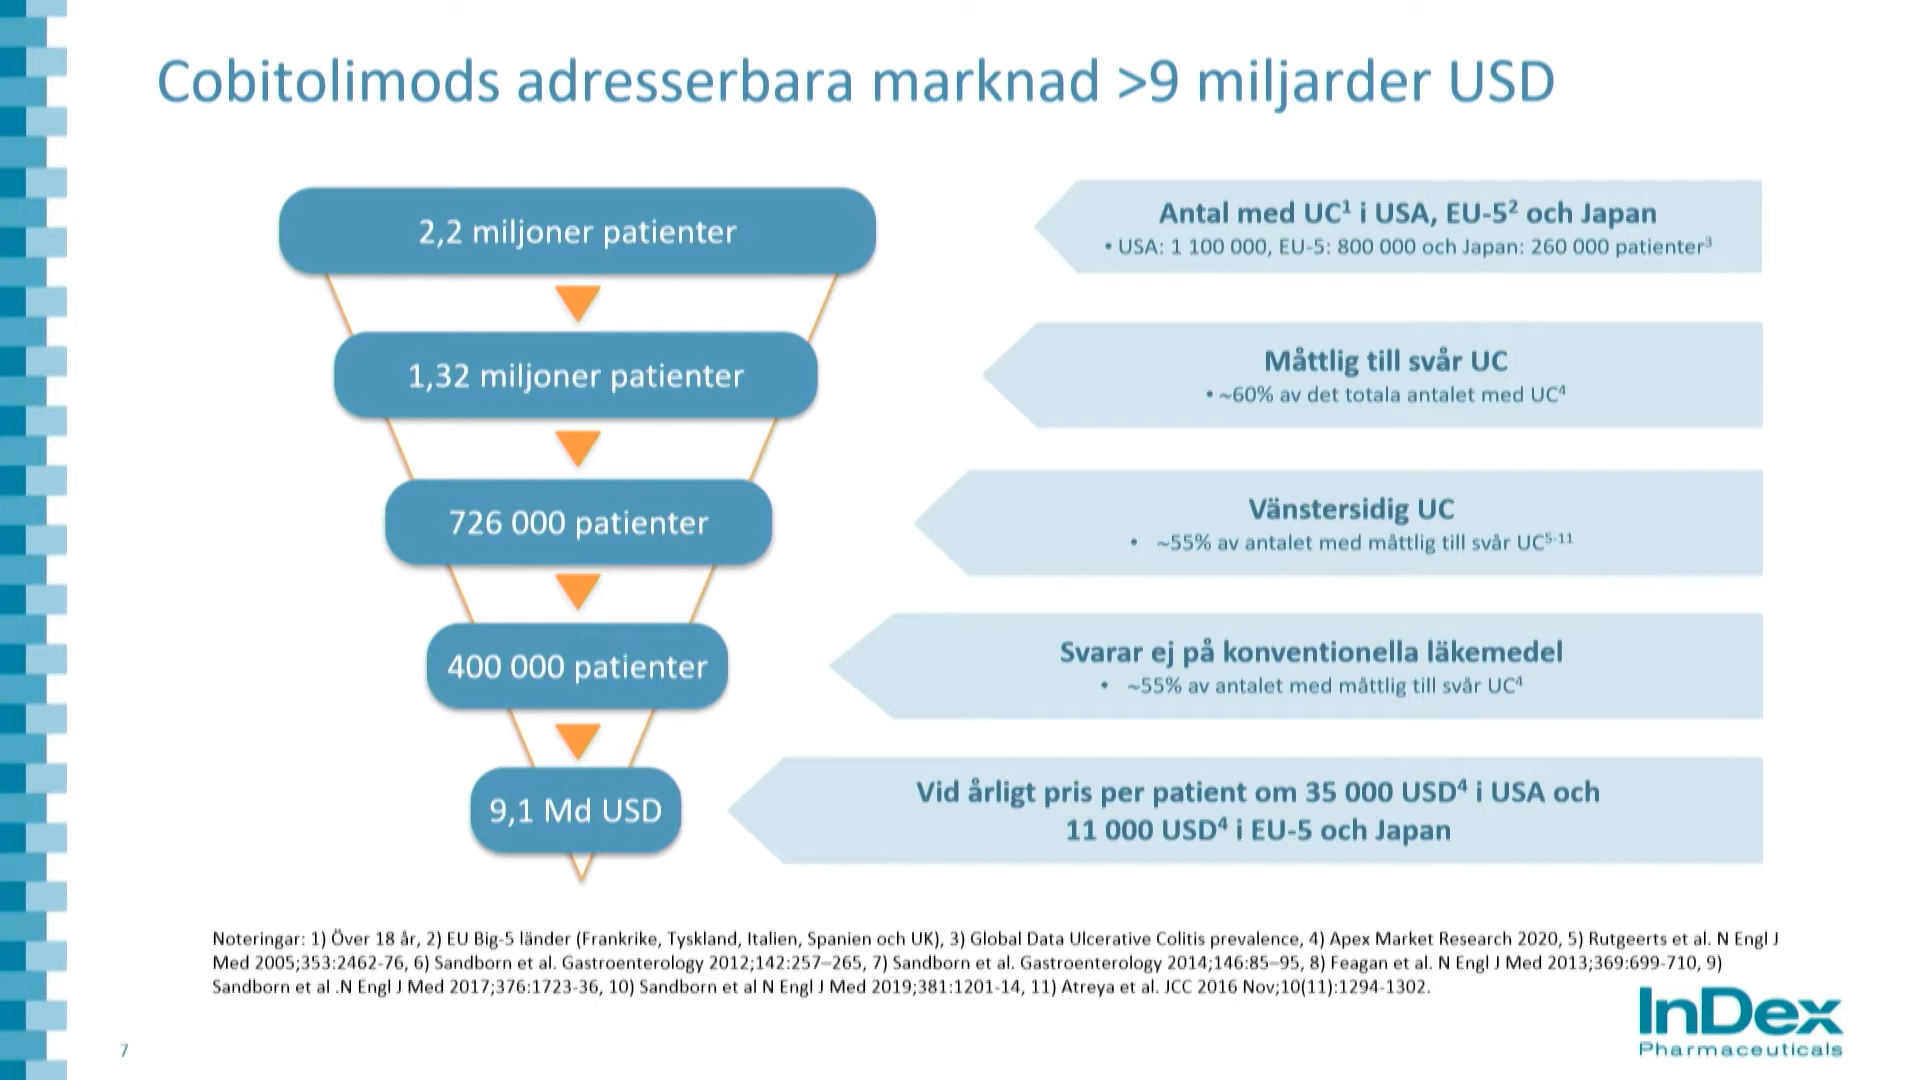 Cobitolimods adresserbara marknad >9 miljarder USD
2,2 miljoner patienter
Antal med UC¹ i USA, EU-5² och Japan
• USA: 1 100 000, EU-5: 800 000 och Japan: 260 000 patienter³
1,32 miljoner patienter
Måttlig till svår UC
• ~60% av det totala antalet med UC⁴
726 000 patienter
Vänstersidig UC
• ~55% av antalet med måttlig till svår UC⁵⁻¹¹
400 000 patienter
Svarar ej på konventionella läkemedel
• ~55% av antalet med måttlig till svår UC⁴
9,1 Md USD
Vid årligt pris per patient om 35 000 USD⁴ i USA och
11 000 USD⁴ i EU-5 och Japan
Noteringar: 1) Över 18 år, 2) EU Big-5 länder (Frankrike, Tyskland, Italien, Spanien och UK), 3) Global Data Ulcerative Colitis prevalence, 4) Apex Market Research 2020, 5) Rutgeerts et al. N Engl J
Med 2005;353:2462-76, 6) Sandborn et al. Gastroenterology 2012;142:257–265, 7) Sandborn et al. Gastroenterology 2014;146:85–95, 8) Feagan et al. N Engl J Med 2013;369:699-710, 9)
Sandborn et al .N Engl J Med 2017;376:1723-36, 10) Sandborn et al N Engl J Med 2019;381:1201-14, 11) Atreya et al. JCC 2016 Nov;10(11):1294-1302.
InDex
Pharmaceuticals
7